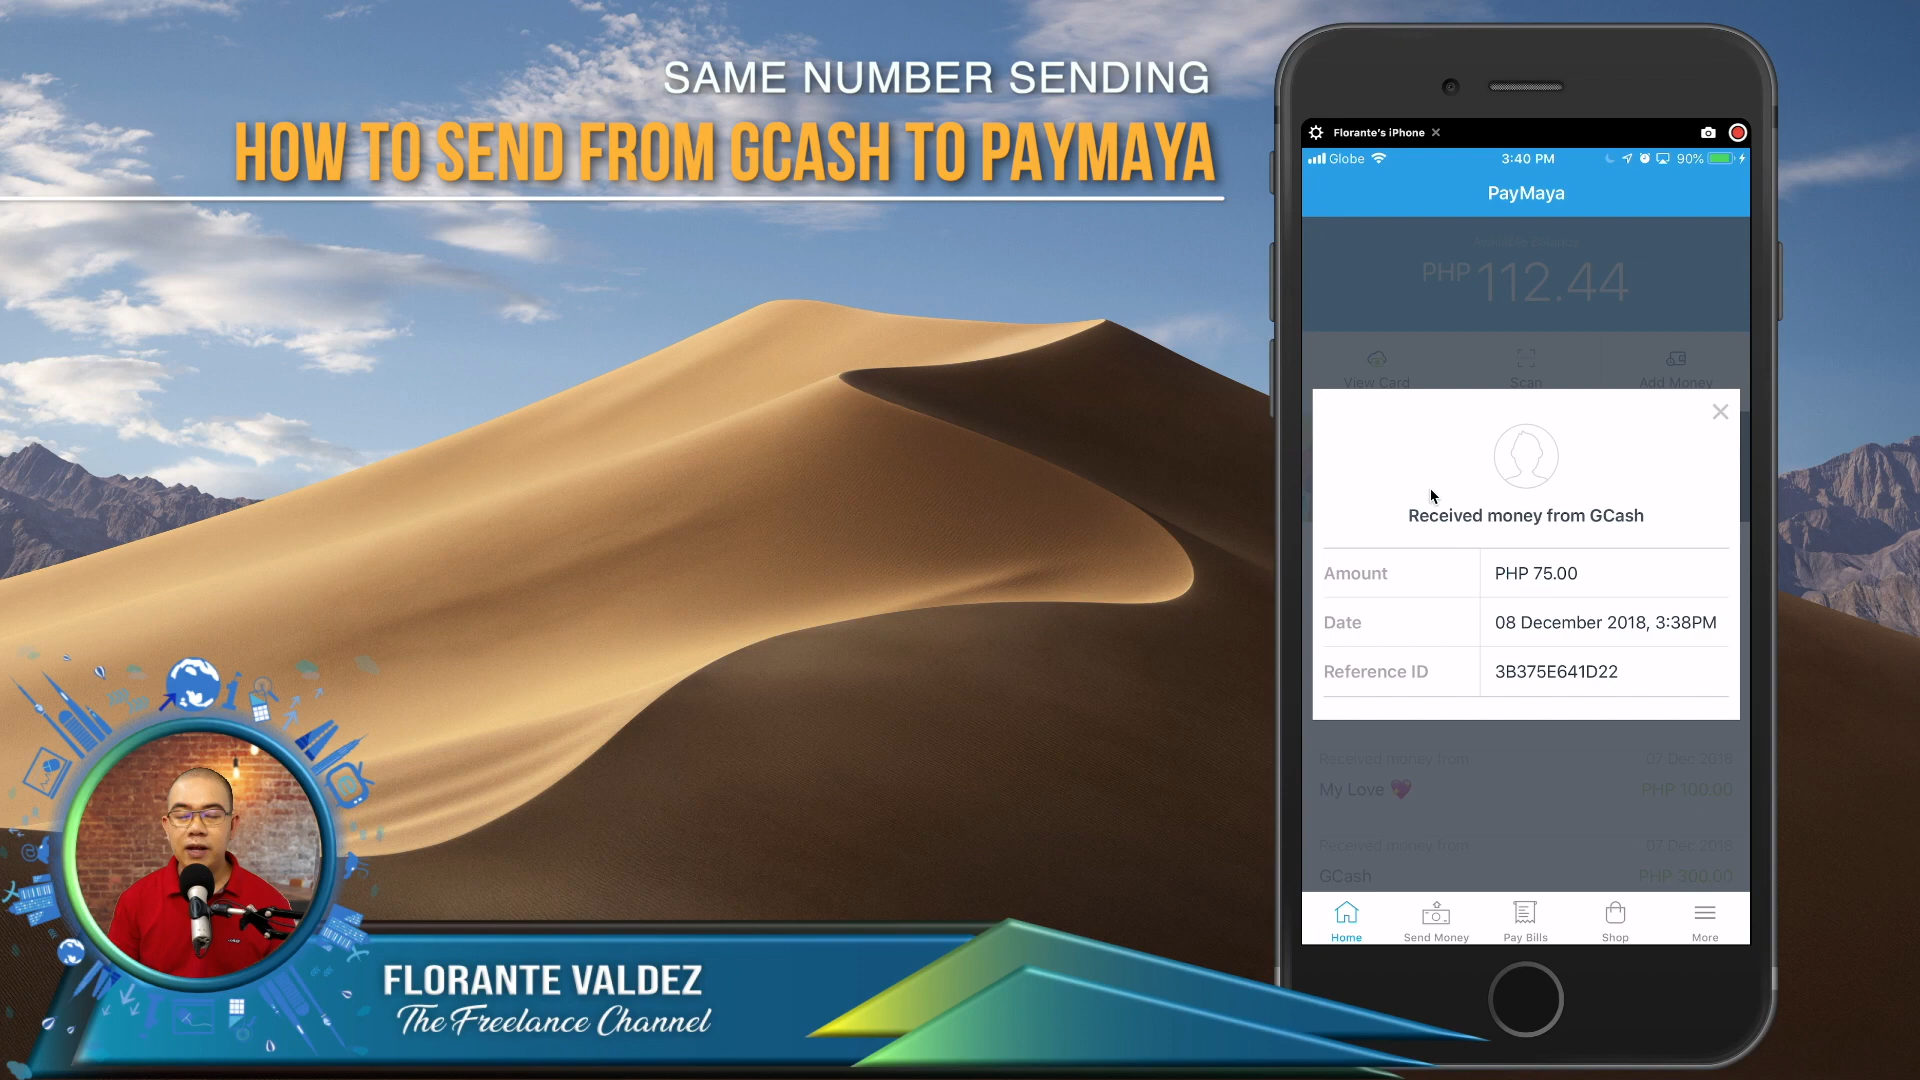 SAME NUMBER SENDING
HOW TO SEND FROM GCASH TO PAYMAYA
Florante's iPhone
Globe
3:40 PM
90%
PayMaya
Available Balance
PHP 112.44
View Card
Scan
Add Money
Received money from GCash
Amount
PHP 75.00
Date
08 December 2018, 3:38PM
Reference ID
3B375E641D22
Received money from
07 Dec 2018
My Love
PHP 100.00
Received money from
07 Dec 2018
GCash
PHP 300.00
Home
Send Money
Pay Bills
Shop
More
FLORANTE VALDEZ
The Freelance Channel